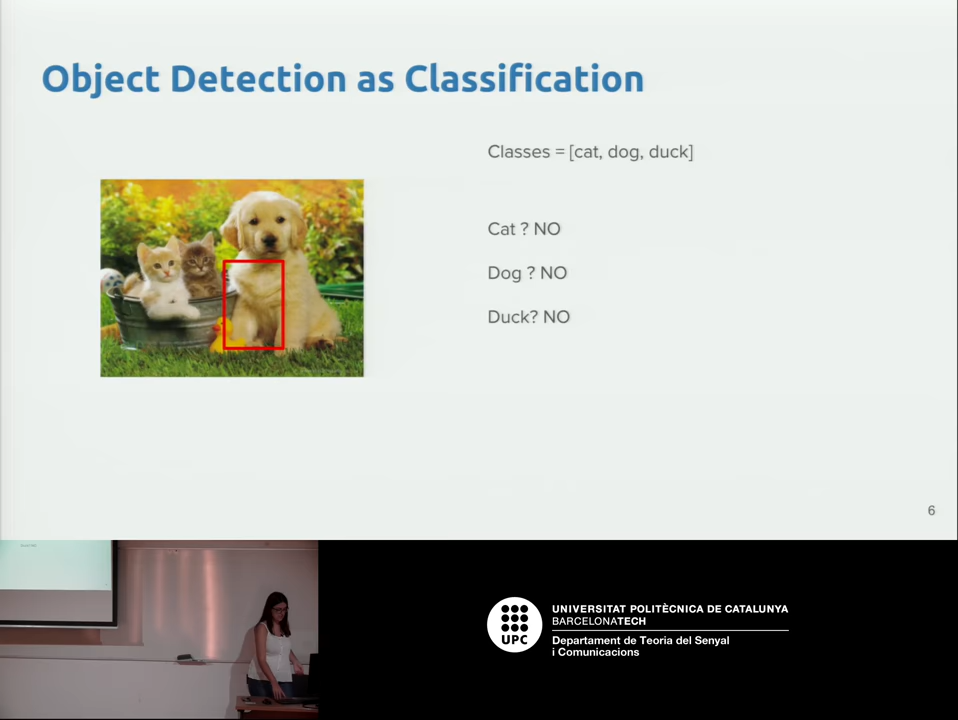 Object Detection as Classification
Classes = [cat, dog, duck]
Cat ? NO
Dog ? NO
Duck? NO
6
UPC
UNIVERSITAT POLITÈCNICA DE CATALUNYA
BARCELONATECH
Departament de Teoria del Senyal
i Comunicacions